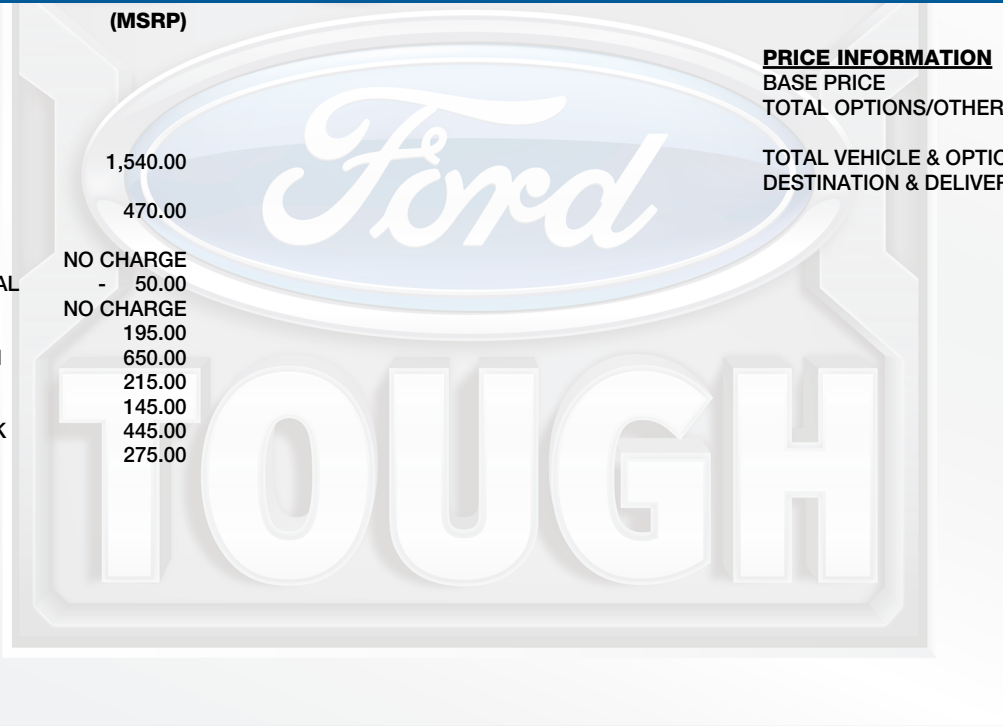 (MSRP)
1,540.00
470.00
NO CHARGE
AL - 50.00
NO CHARGE
195.00
650.00
215.00
145.00
K 445.00
275.00
PRICE INFORMATION
BASE PRICE
TOTAL OPTIONS/OTHER
TOTAL VEHICLE & OPTIO
DESTINATION & DELIVER
Ford
TOUGH